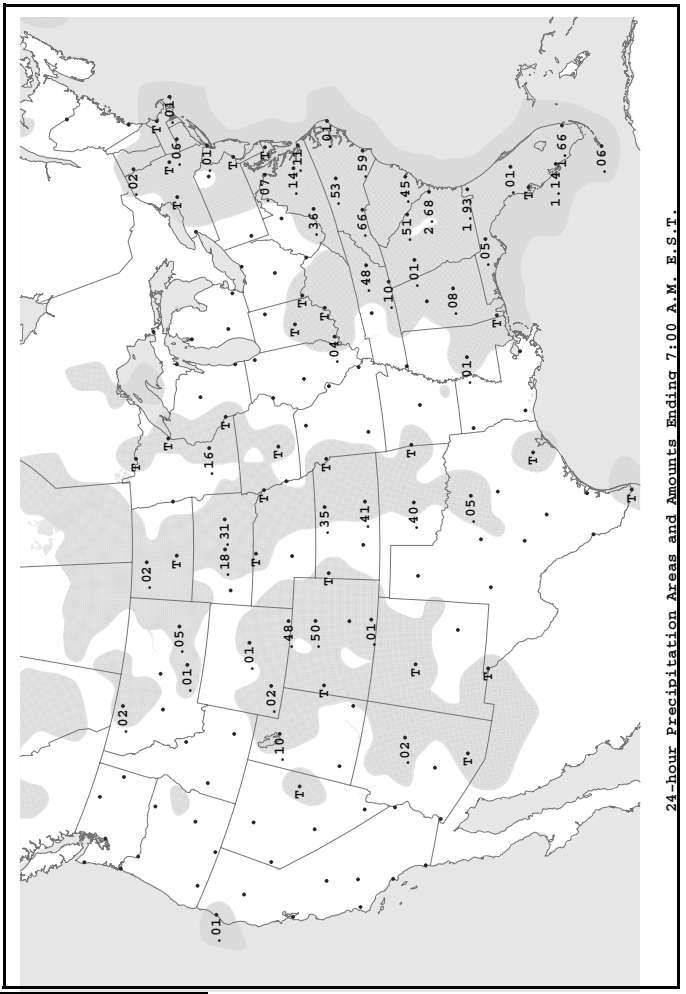 .02
.02
T
.02
T
T
T
.01
.05
T
T
.06
.01
.16
.01
.01
.18 .31
T
T
.01
T
T
.07
T
.02
.10
T
.48
T
.14
.11
T
T
.50
.36
T
.35
T
T
.01
T
.04
.53
.41
.48
.66
.59
.01
.10
.02
.51
.45
T
.40
T
.01
2.68
.08
T
.05
.01
1.93
.05
T
T
.01
T
T
1.14
1.66
.06
T
24-hour Precipitation Areas and Amounts Ending 7:00 A.M. E.S.T.